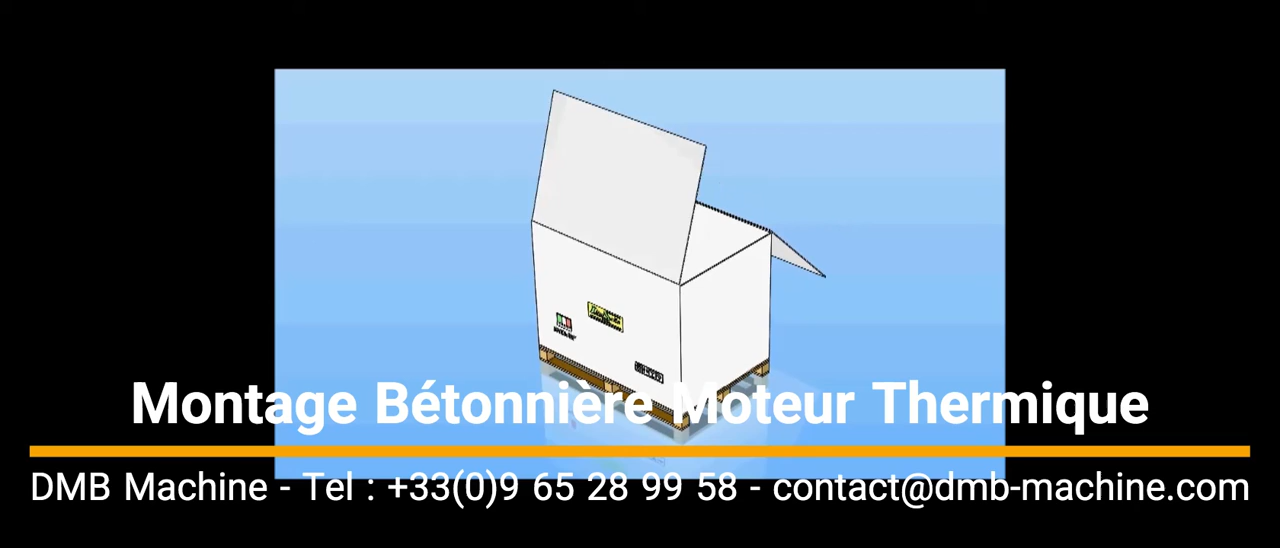 Montage Bétonnière Moteur Thermique
DMB Machine - Tel : +33(0)9 65 28 99 58 - contact@dmb-machine.com